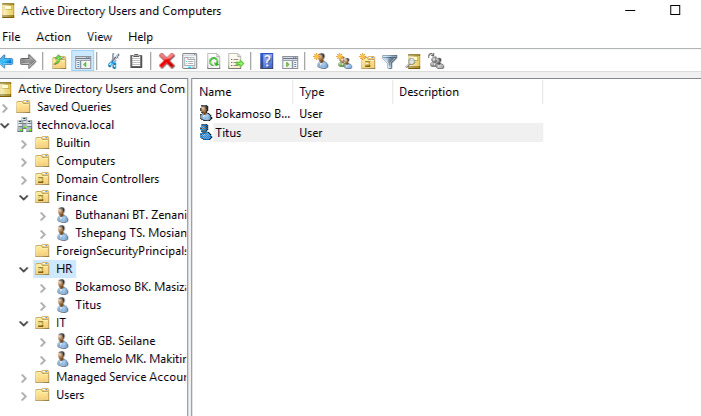 Active Directory Users and Computers
File Action View Help
Active Directory Users and Com
Saved Queries
technova.local
Builtin
Computers
Domain Controllers
Finance
Buthanani BT. Zenani
Tshepang TS. Mosian
ForeignSecurityPrincipals
HR
Bokamoso BK. Masiza
Titus
IT
Gift GB. Seilane
Phemelo MK. Makitin
Managed Service Accour
Users
Name Type Description
Bokamoso B... User
Titus User